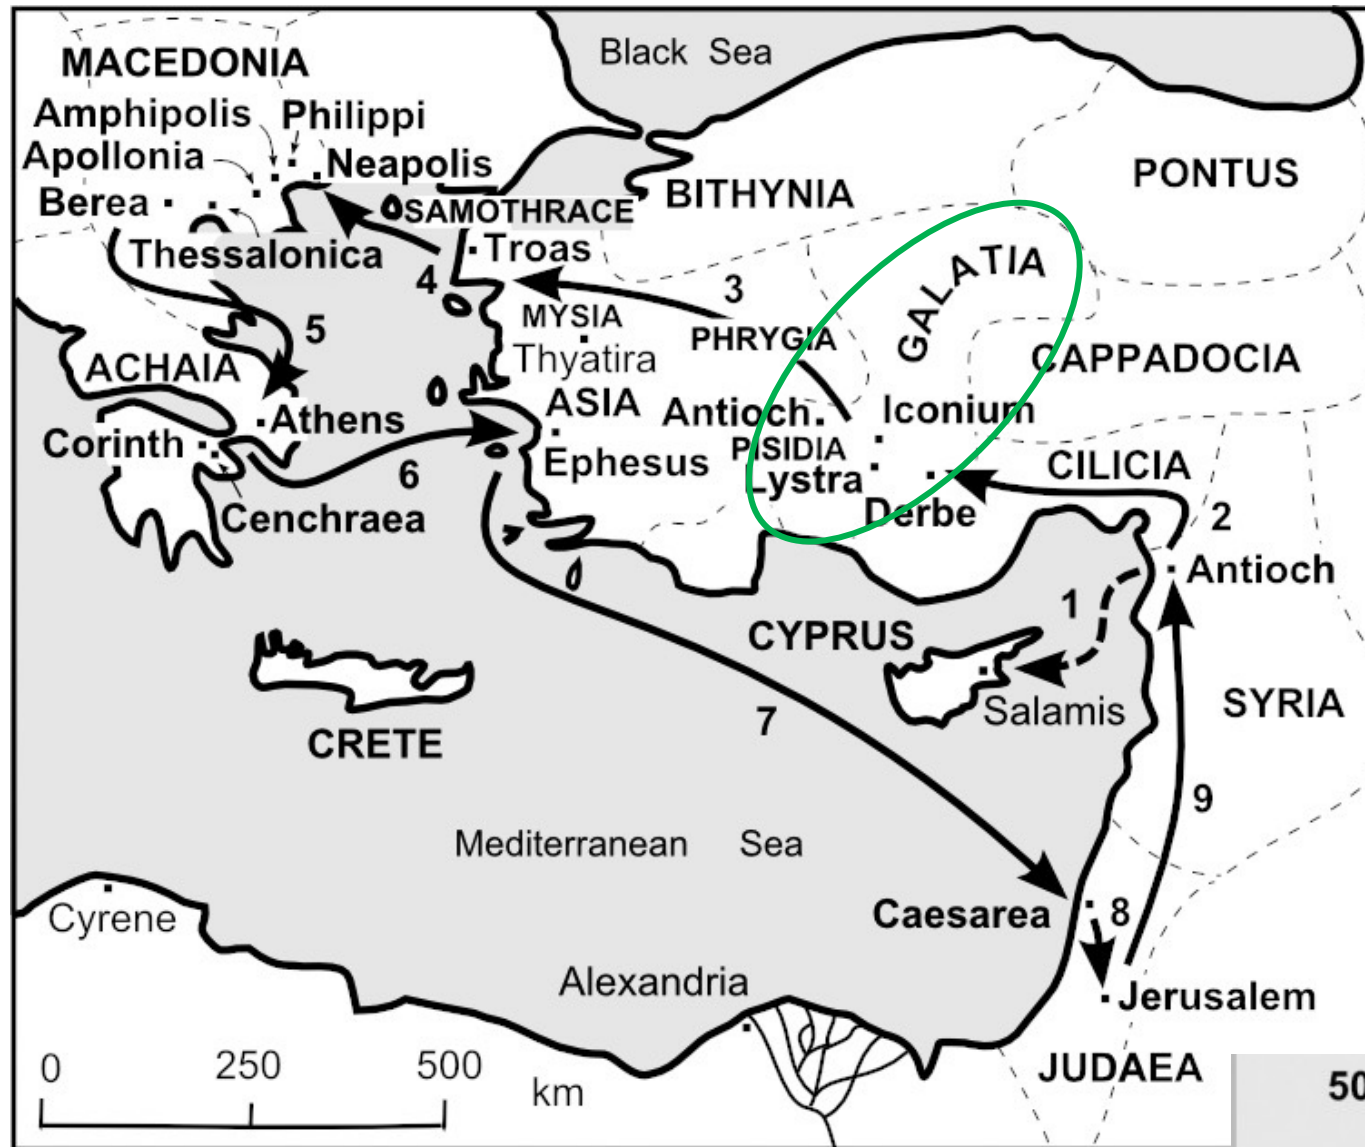 Black Sea
MACEDONIA
Amphipolis
Philippi
Apollonia
Neapolis
Berea
SAMOTHRACE
BITHYNIA
PONTUS
Thessalonica
Troas
4
3
GALATIA
5
MYSIA
PHRYGIA
Thyatira
ACHAIA
CAPPADOCIA
ASIA
Antioch
Iconium
Athens
Corinth
PISIDIA
Ephesus
6
Lystra
CILICIA
Cenchraea
Derbe
2
Antioch
1
CYPRUS
Salamis
SYRIA
CRETE
7
9
Mediterranean Sea
Caesarea
8
Cyrene
Alexandria
Jerusalem
0 250 500
km
JUDAEA
50